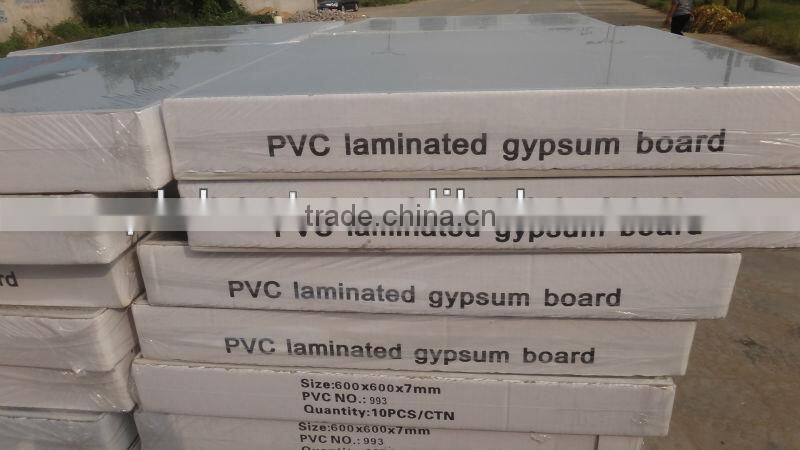 PVC laminated gypsum board
trade.china.cn
PVC laminated gypsum board
rd
PVC laminated gypsum board
PVC laminated gypsum board
Size:600x600x7mm
PVC NO.: 993
Quantity:10PCS/CTN
Size:600x600x7mm
PVC NO.: 993